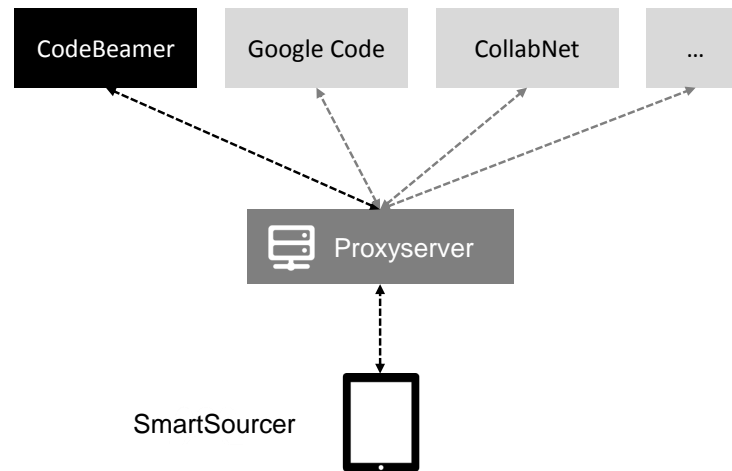 CodeBeamer
Google Code
CollabNet
...
Proxyserver
SmartSourcer